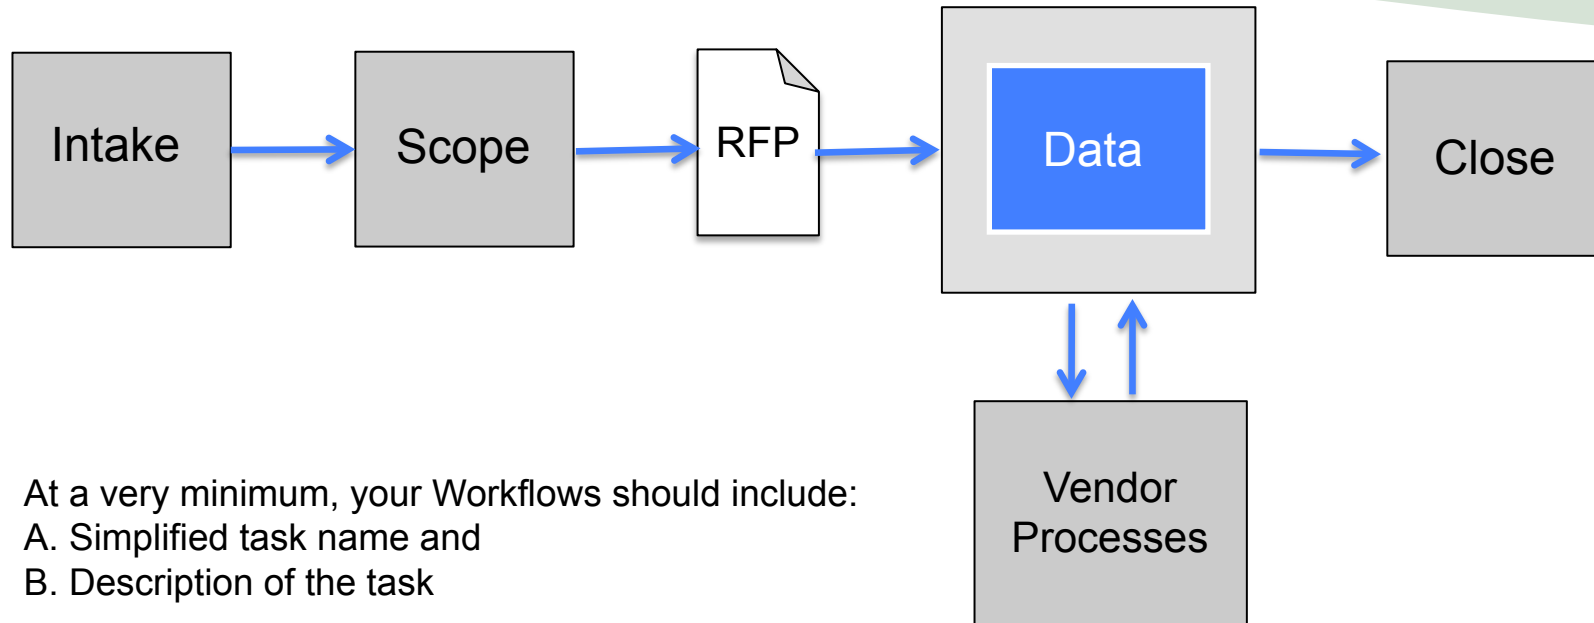 Intake
Scope
RFP
Data
Close
Vendor
Processes
At a very minimum, your Workflows should include:
A. Simplified task name and
B. Description of the task